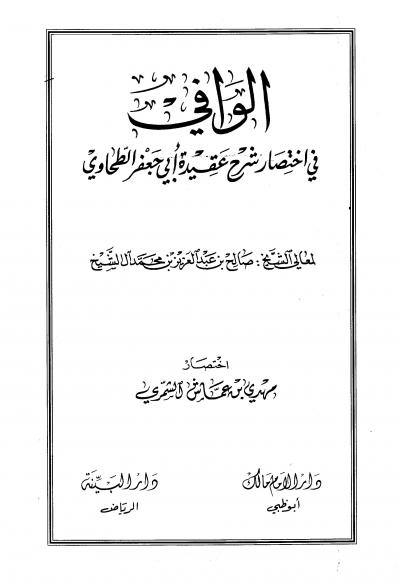 الوافي
في اختصار شرح عقيدة أبي جعفر الطحاوي
لمعالي الشيخ: صالح بن عبد العزيز بن محمد آل الشيخ
اختصار
مهدي بن عماش الشمري
دار الإمام مالك
أبوظبي
دار البينة
الرياض